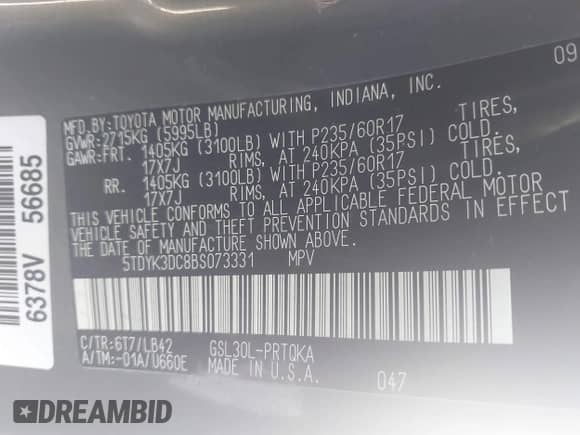 09
MFD.BY:TOYOTA MOTOR MANUFACTURING, INDIANA, INC.
GVWR:2715KG (5995LB)
GAWR:FRT. 1405KG (3100LB) WITH P235/60R17 TIRES,
17X7J RIMS, AT 240KPA (35PSI) COLD.
RR. 1405KG (3100LB) WITH P235/60R17 TIRES,
17X7J RIMS, AT 240KPA (35PSI) COLD.
THIS VEHICLE CONFORMS TO ALL APPLICABLE FEDERAL MOTOR
VEHICLE SAFETY AND THEFT PREVENTION STANDARDS IN EFFECT ON
THE DATE OF MANUFACTURE SHOWN ABOVE.
5TDYK3DC8BS073331 MPV
C/TR:6T7/LB42 GSL30L-PRTQKA
A/TM:-01A/U660E MADE IN U.S.A. 047
6378V 56685
DREAMBID